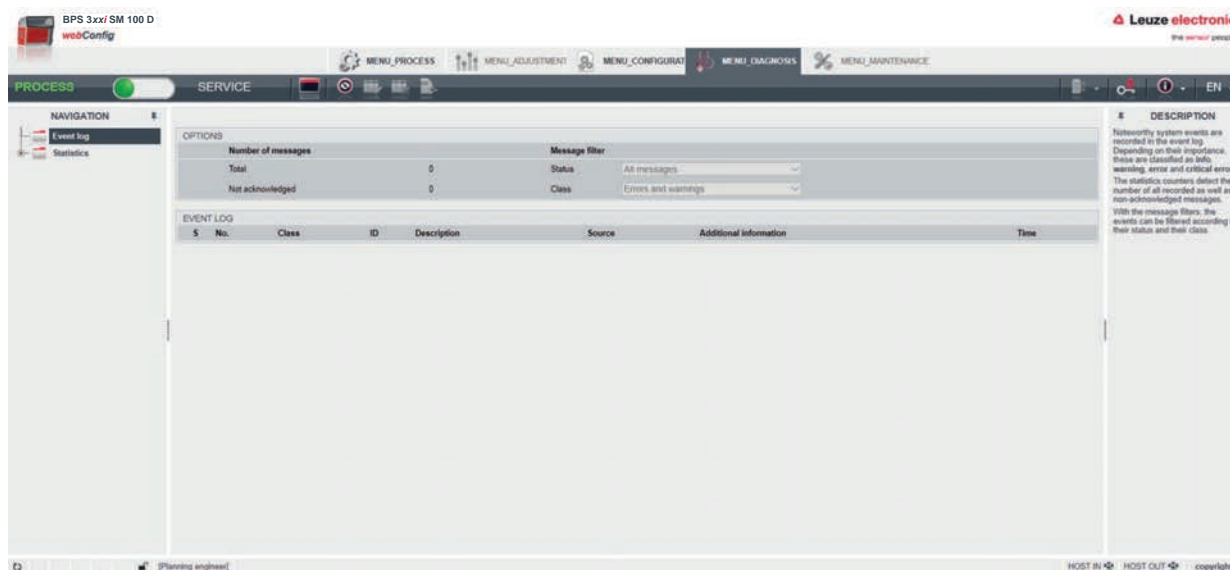 BPS 3xxi SM 100 D
webConfig
Leuze electronic
the sensor people
MENU_PROCESS MENU_ADJUSTMENT MENU_CONFIGURAT MENU_DIAGNOSIS MENU_MAINTENANCE
PROCESS SERVICE EN
NAVIGATION
Event log
Statistics
OPTIONS
Number of messages Message filter
Total 0 Status All messages
Not acknowledged 0 Class Errors and warnings
EVENT LOG
S No. Class ID Description Source Additional information Time
DESCRIPTION
Noteworthy system events are
recorded in the event log.
Depending on their importance,
these are classified as info,
warning, error and critical erro
The statistics counters detect the
number of all recorded as well as
non-acknowledged messages.
With the message filters, the
events can be filtered according
their status and their class.
[Planning engineer] HOST IN HOST OUT copyright